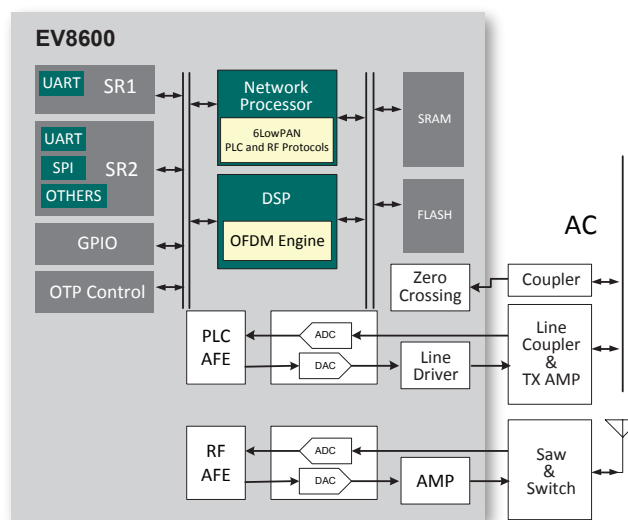 EV8600
UART
SR1
UART
SPI
OTHERS
SR2
GPIO
OTP Control
Network
Processor
6LowPAN
PLC and RF Protocols
DSP
OFDM Engine
SRAM
FLASH
AC
Zero
Crossing
Coupler
PLC
AFE
ADC
DAC
Line
Driver
Line
Coupler
&
TX AMP
RF
AFE
ADC
DAC
AMP
Saw
&
Switch